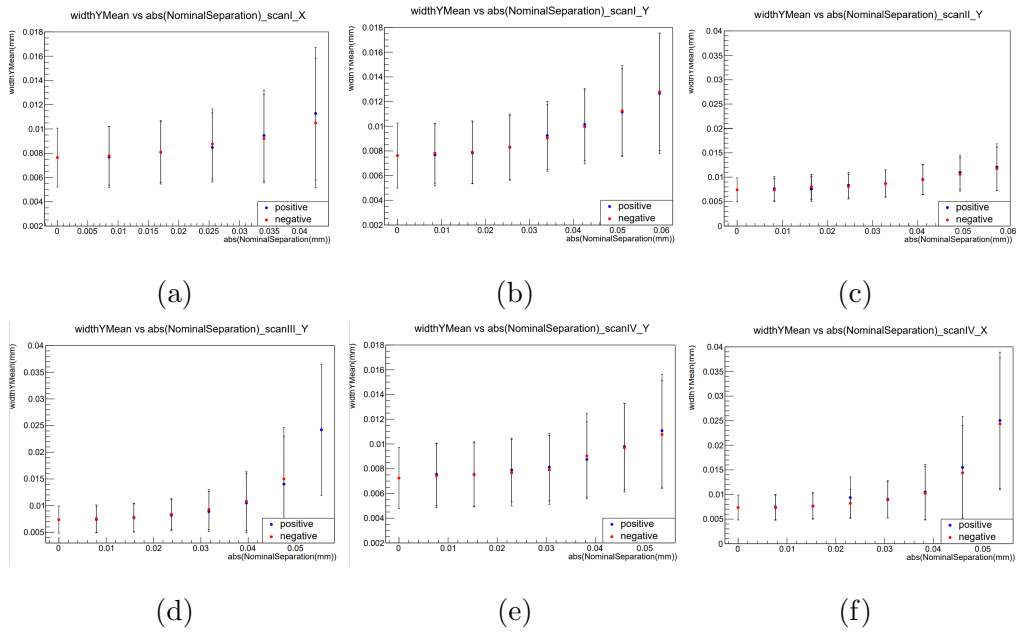 widthYMean vs abs(NominalSeparation)_scanI_X
widthYMean(mm)
0.018
0.016
0.014
0.012
0.01
0.008
0.006
0.004
0.002
0 0.005 0.01 0.015 0.02 0.025 0.03 0.035 0.04
abs(NominalSeparation(mm))
positive
negative
(a)
widthYMean vs abs(NominalSeparation)_scanI_Y
widthYMean(mm)
0.018
0.016
0.014
0.012
0.01
0.008
0.006
0.004
0.002
0 0.01 0.02 0.03 0.04 0.05 0.06
abs(NominalSeparation(mm))
positive
negative
(b)
widthYMean vs abs(NominalSeparation)_scanII_Y
widthYMean(mm)
0.04
0.035
0.03
0.025
0.02
0.015
0.01
0.005
0
0 0.01 0.02 0.03 0.04 0.05 0.06
abs(NominalSeparation(mm))
positive
negative
(c)
widthYMean vs abs(NominalSeparation)_scanIII_Y
widthYMean(mm)
0.04
0.035
0.03
0.025
0.02
0.015
0.01
0.005
0 0.01 0.02 0.03 0.04 0.05
abs(NominalSeparation(mm))
positive
negative
(d)
widthYMean vs abs(NominalSeparation)_scanIV_Y
widthYMean(mm)
0.018
0.016
0.014
0.012
0.01
0.008
0.006
0.004
0.002
0 0.01 0.02 0.03 0.04 0.05
abs(NominalSeparation(mm))
positive
negative
(e)
widthYMean vs abs(NominalSeparation)_scanIV_X
widthYMean(mm)
0.04
0.035
0.03
0.025
0.02
0.015
0.01
0.005
0
0 0.01 0.02 0.03 0.04 0.05
abs(NominalSeparation(mm))
positive
negative
(f)